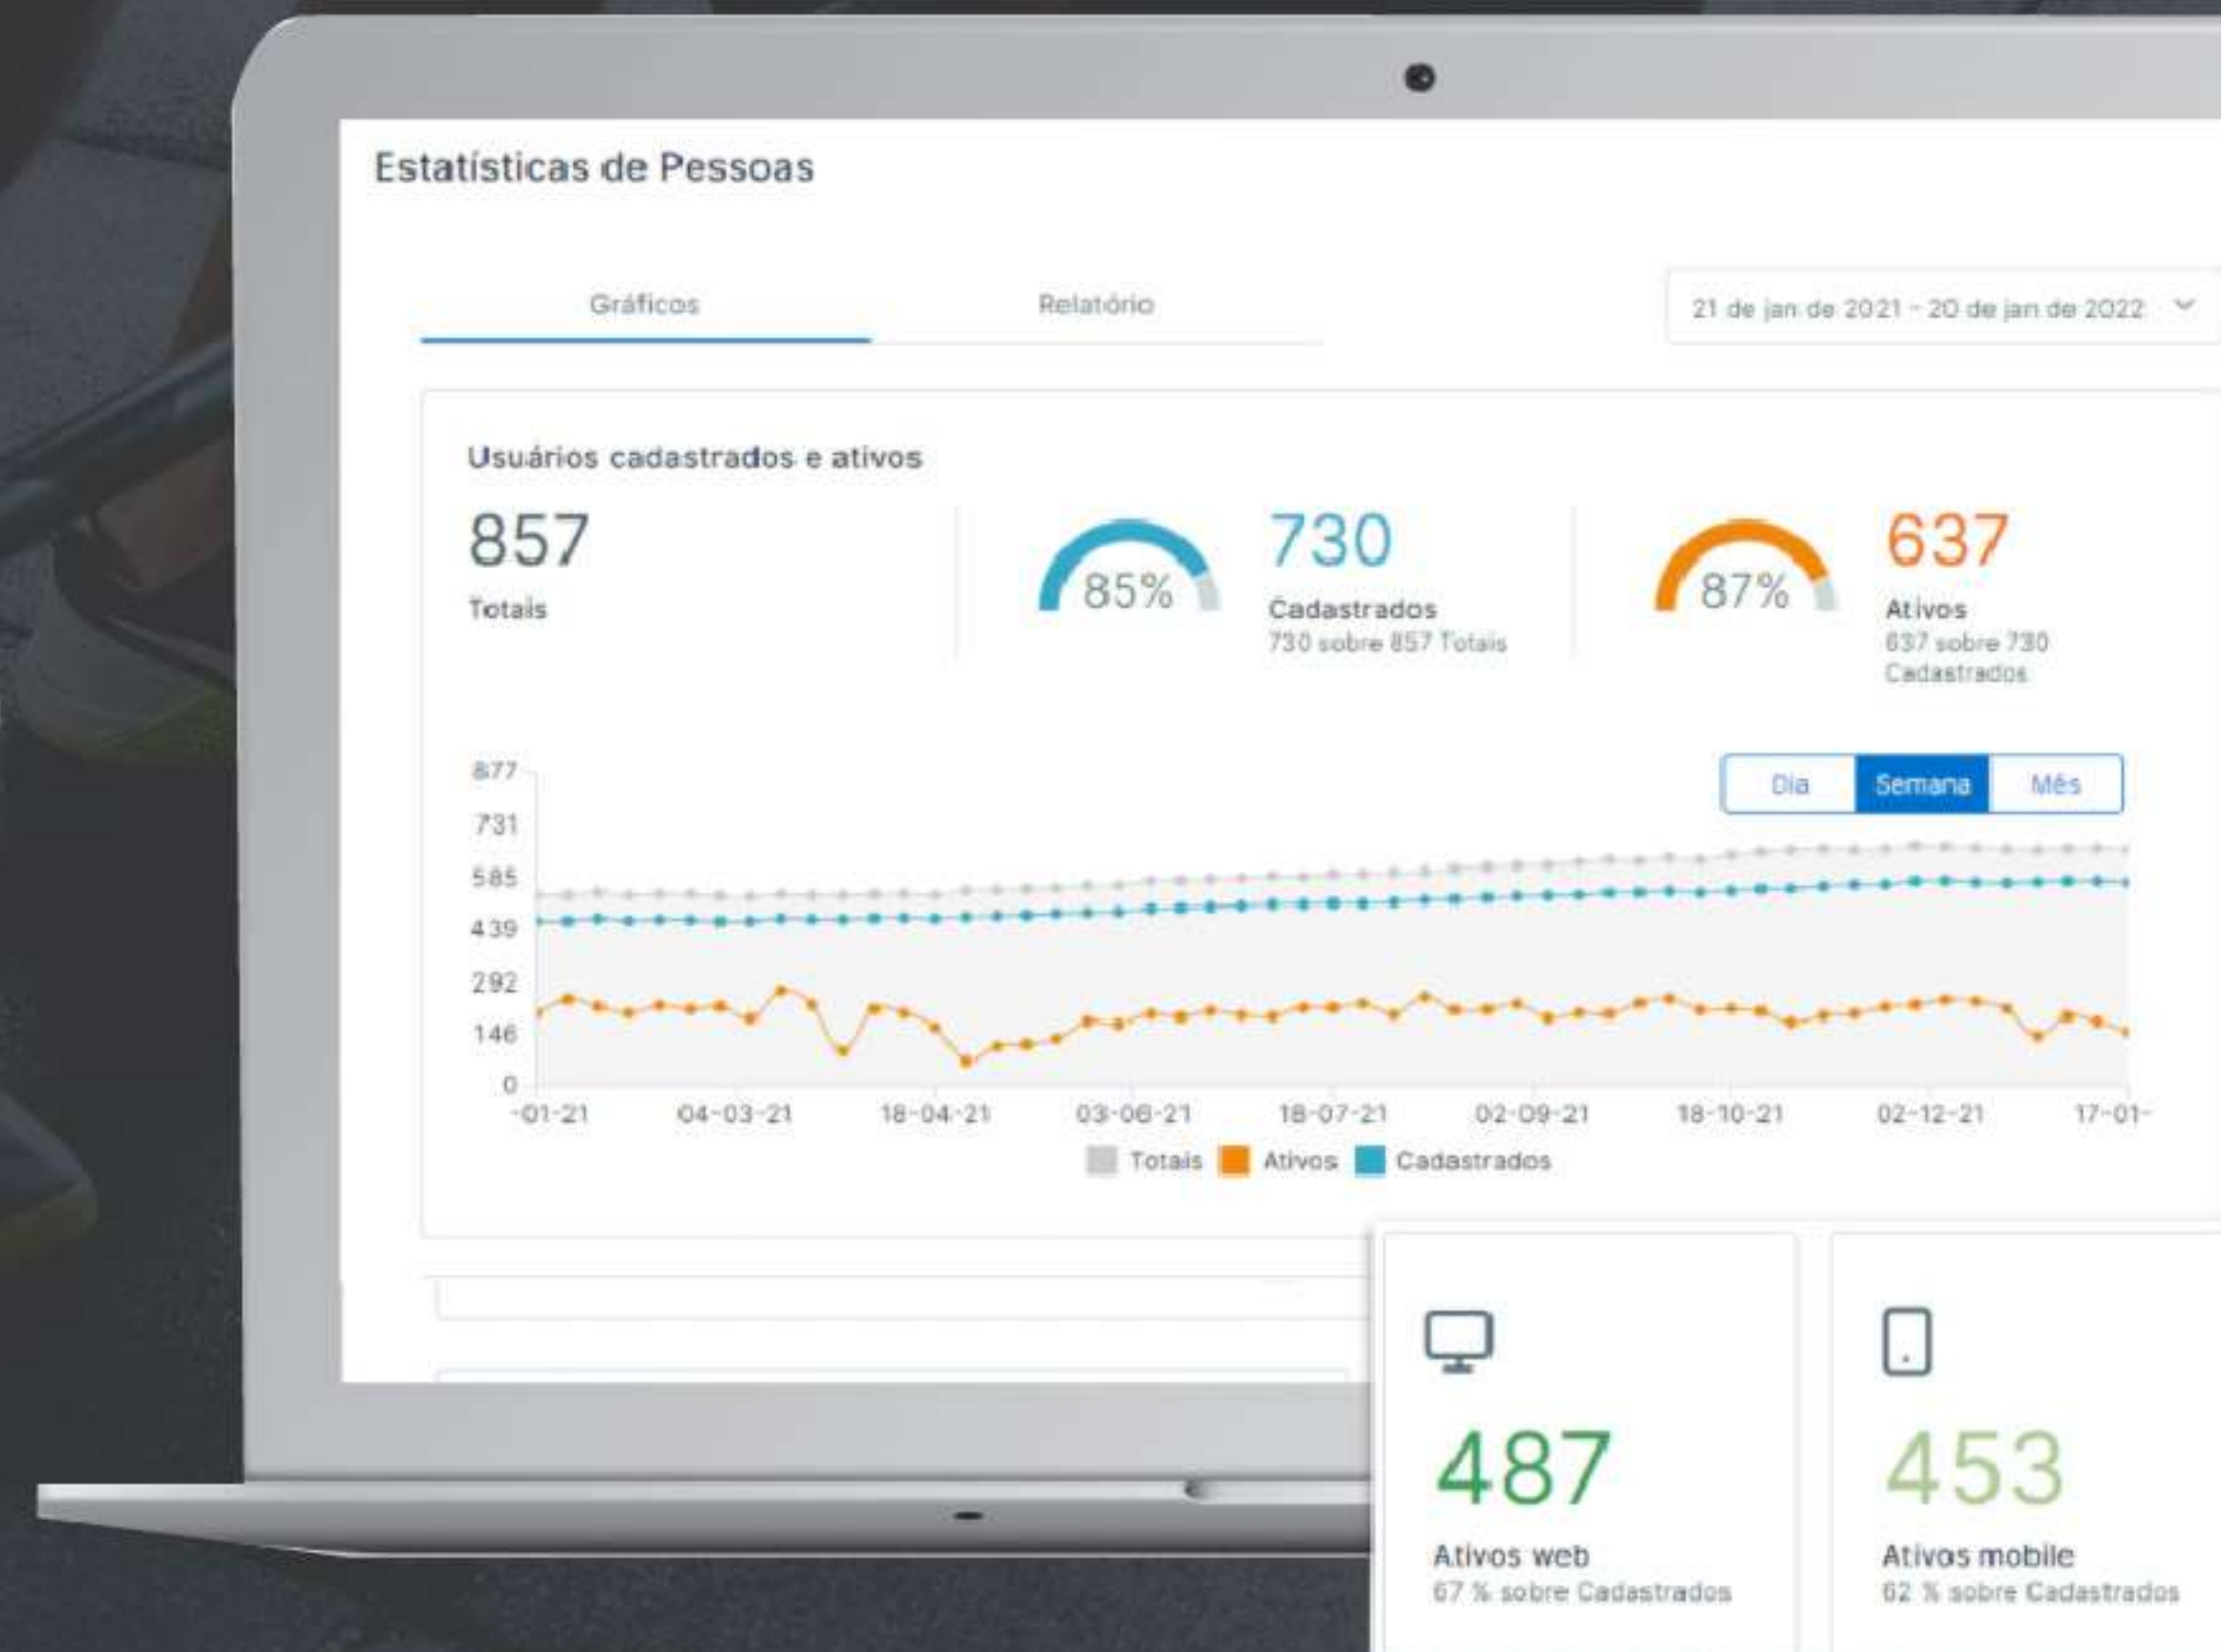 Estatísticas de Pessoas
Gráficos
Relatório
21 de jan de 2021 - 20 de jan de 2022
Usuários cadastrados e ativos
857
Totais
85%
730
Cadastrados
730 sobre 857 Totais
87%
637
Ativos
637 sobre 730
Cadastrados
Dia Semana Mês
877
731
585
439
292
146
0
-01-21 04-03-21 18-04-21 03-06-21 18-07-21 02-09-21 18-10-21 02-12-21 17-01-
Totais Ativos Cadastrados
487
Ativos web
67 % sobre Cadastrados
453
Ativos mobile
62 % sobre Cadastrados